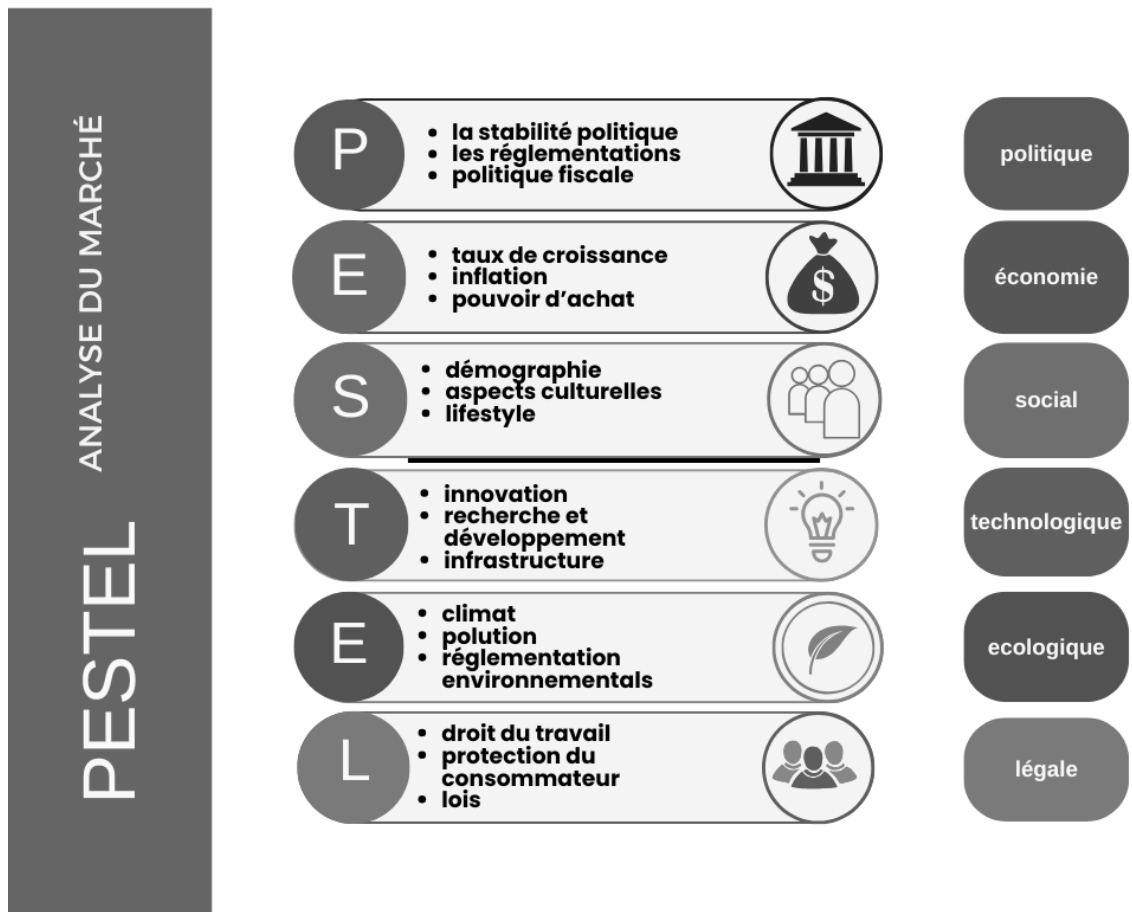 PESTEL ANALYSE DU MARCHÉ
P
• la stabilité politique
• les réglementations
• politique fiscale
politique
E
• taux de croissance
• inflation
• pouvoir d’achat
$
économie
S
• démographie
• aspects culturelles
• lifestyle
social
T
• innovation
• recherche et
développement
• infrastructure
technologique
E
• climat
• polution
• réglementation
environnementals
ecologique
L
• droit du travail
• protection du
consommateur
• lois
légale